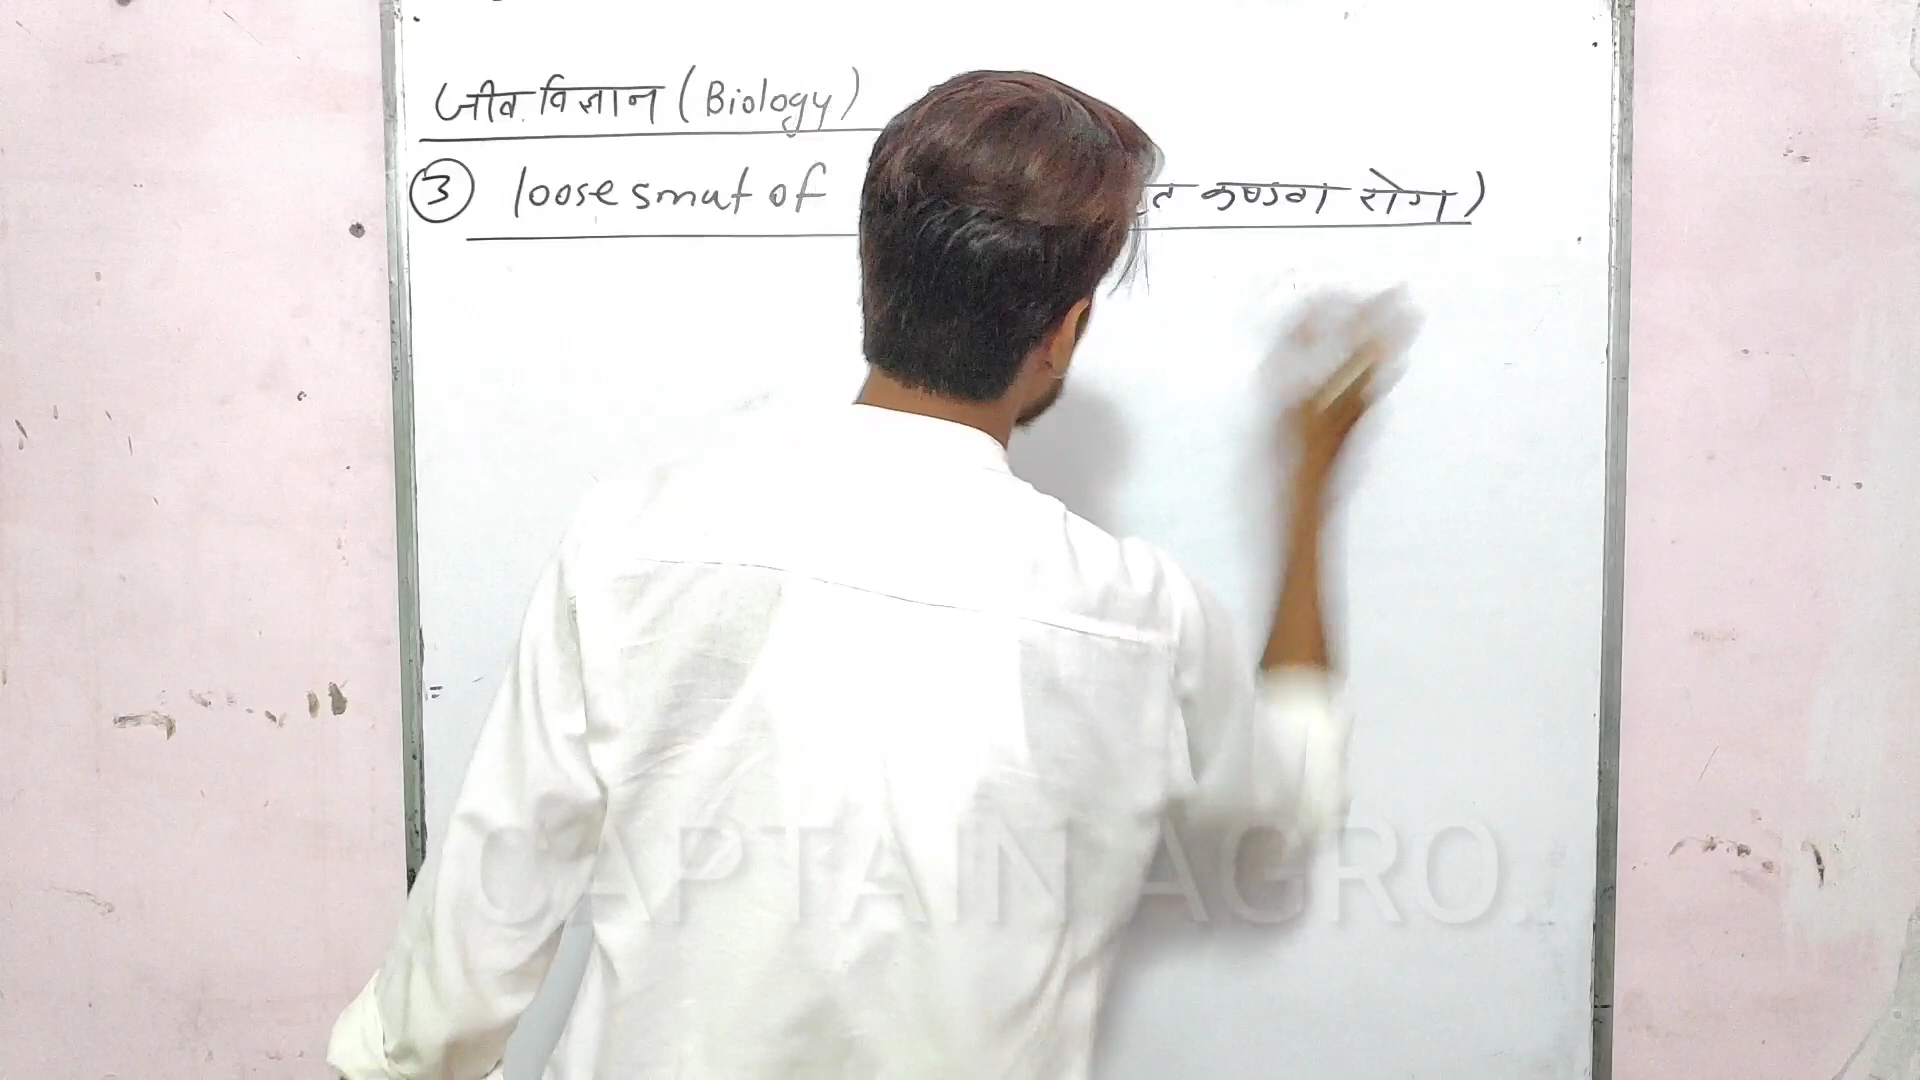 जीव विज्ञान (Biology)
③ loose smut of कण्डवा रोग)
CAPTAIN AGRO.